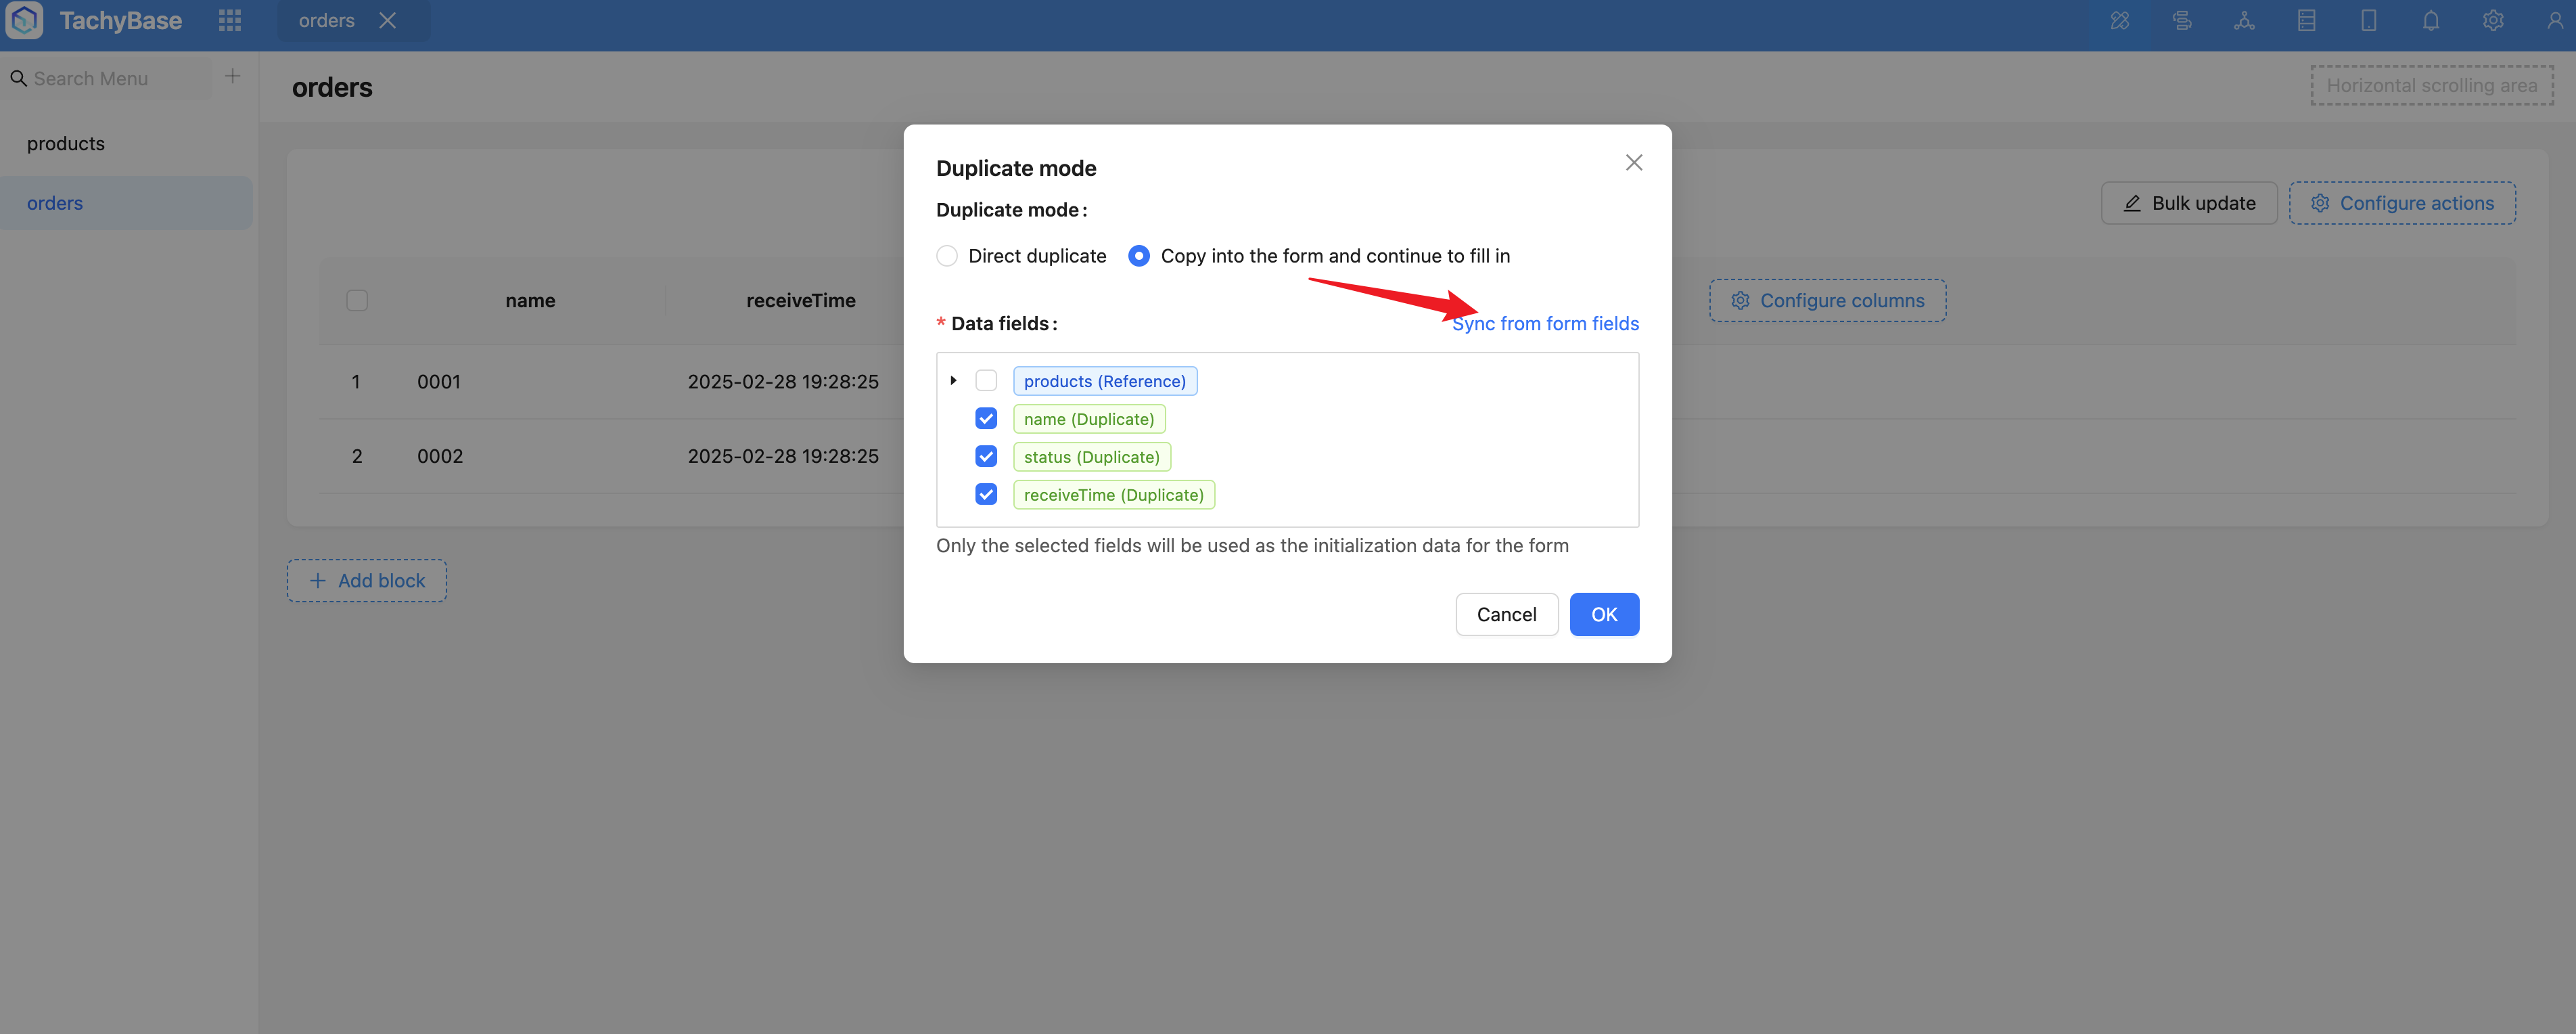 TachyBase
orders
Search Menu
products
orders
orders
Horizontal scrolling area
Bulk update
Configure actions
name
receiveTime
Configure columns
1
0001
2025-02-28 19:28:25
2
0002
2025-02-28 19:28:25
Add block
Duplicate mode
Duplicate mode:
Direct duplicate
Copy into the form and continue to fill in
* Data fields:
Sync from form fields
products (Reference)
name (Duplicate)
status (Duplicate)
receiveTime (Duplicate)
Only the selected fields will be used as the initialization data for the form
Cancel
OK